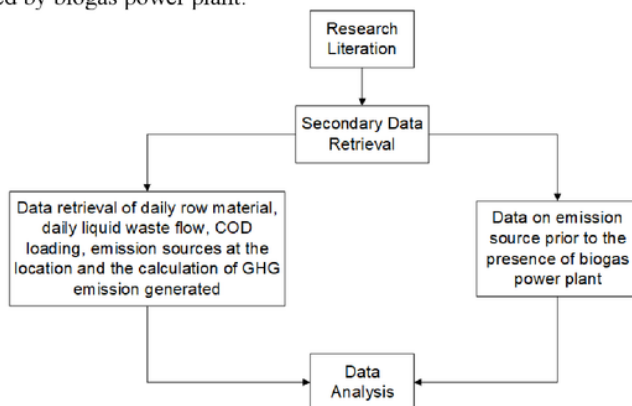 ed by biogas power plant.
Research
Literation
Secondary Data
Retrieval
Data retrieval of daily row material,
daily liquid waste flow, COD
loading, emission sources at the
location and the calculation of GHG
emission generated
Data on emission
source prior to the
presence of biogas
power plant
Data
Analysis